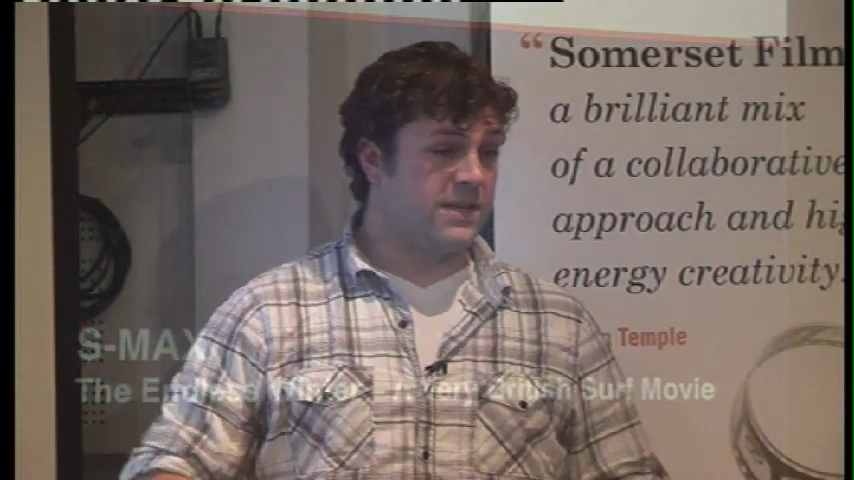 “Somerset Film
a brilliant mix
of a collaborative
approach and hi
energy creativity.
Temple
S-MAX
The Endless Winter - A Very British Surf Movie